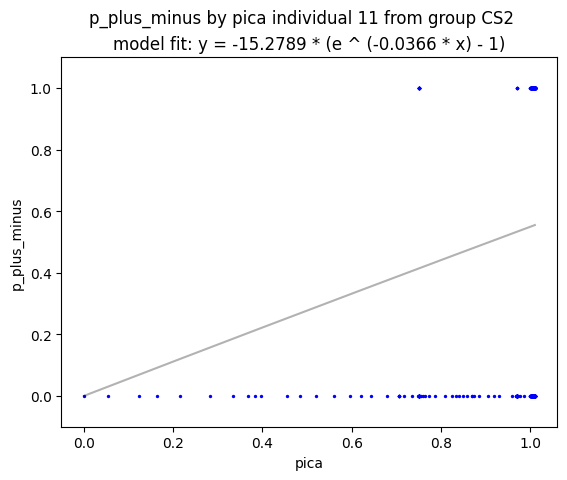 p_plus_minus by pica individual 11 from group CS2
model fit: y = -15.2789 * (e ^ (-0.0366 * x) - 1)
1.0
0.8
0.6
0.4
0.2
0.0
p_plus_minus
0.0 0.2 0.4 0.6 0.8 1.0
pica